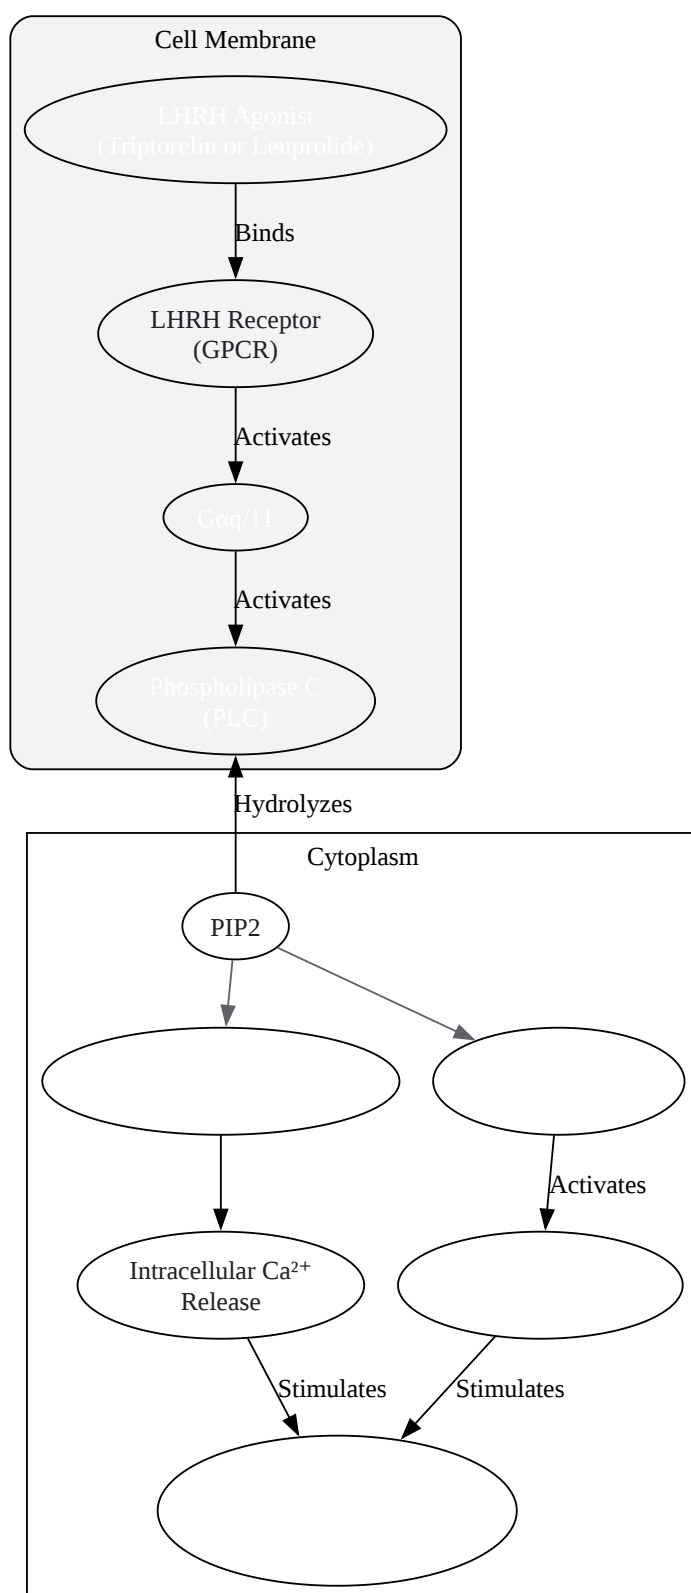 Cell Membrane
LHRH Agonist
(Triptorelin or Leuprolide)
Binds
LHRH Receptor
(GPCR)
Activates
Gαq/11
Activates
Phospholipase C
(PLC)
Hydrolyzes
Cytoplasm
PIP2
Activates
Intracellular Ca²⁺
Release
Stimulates
Stimulates